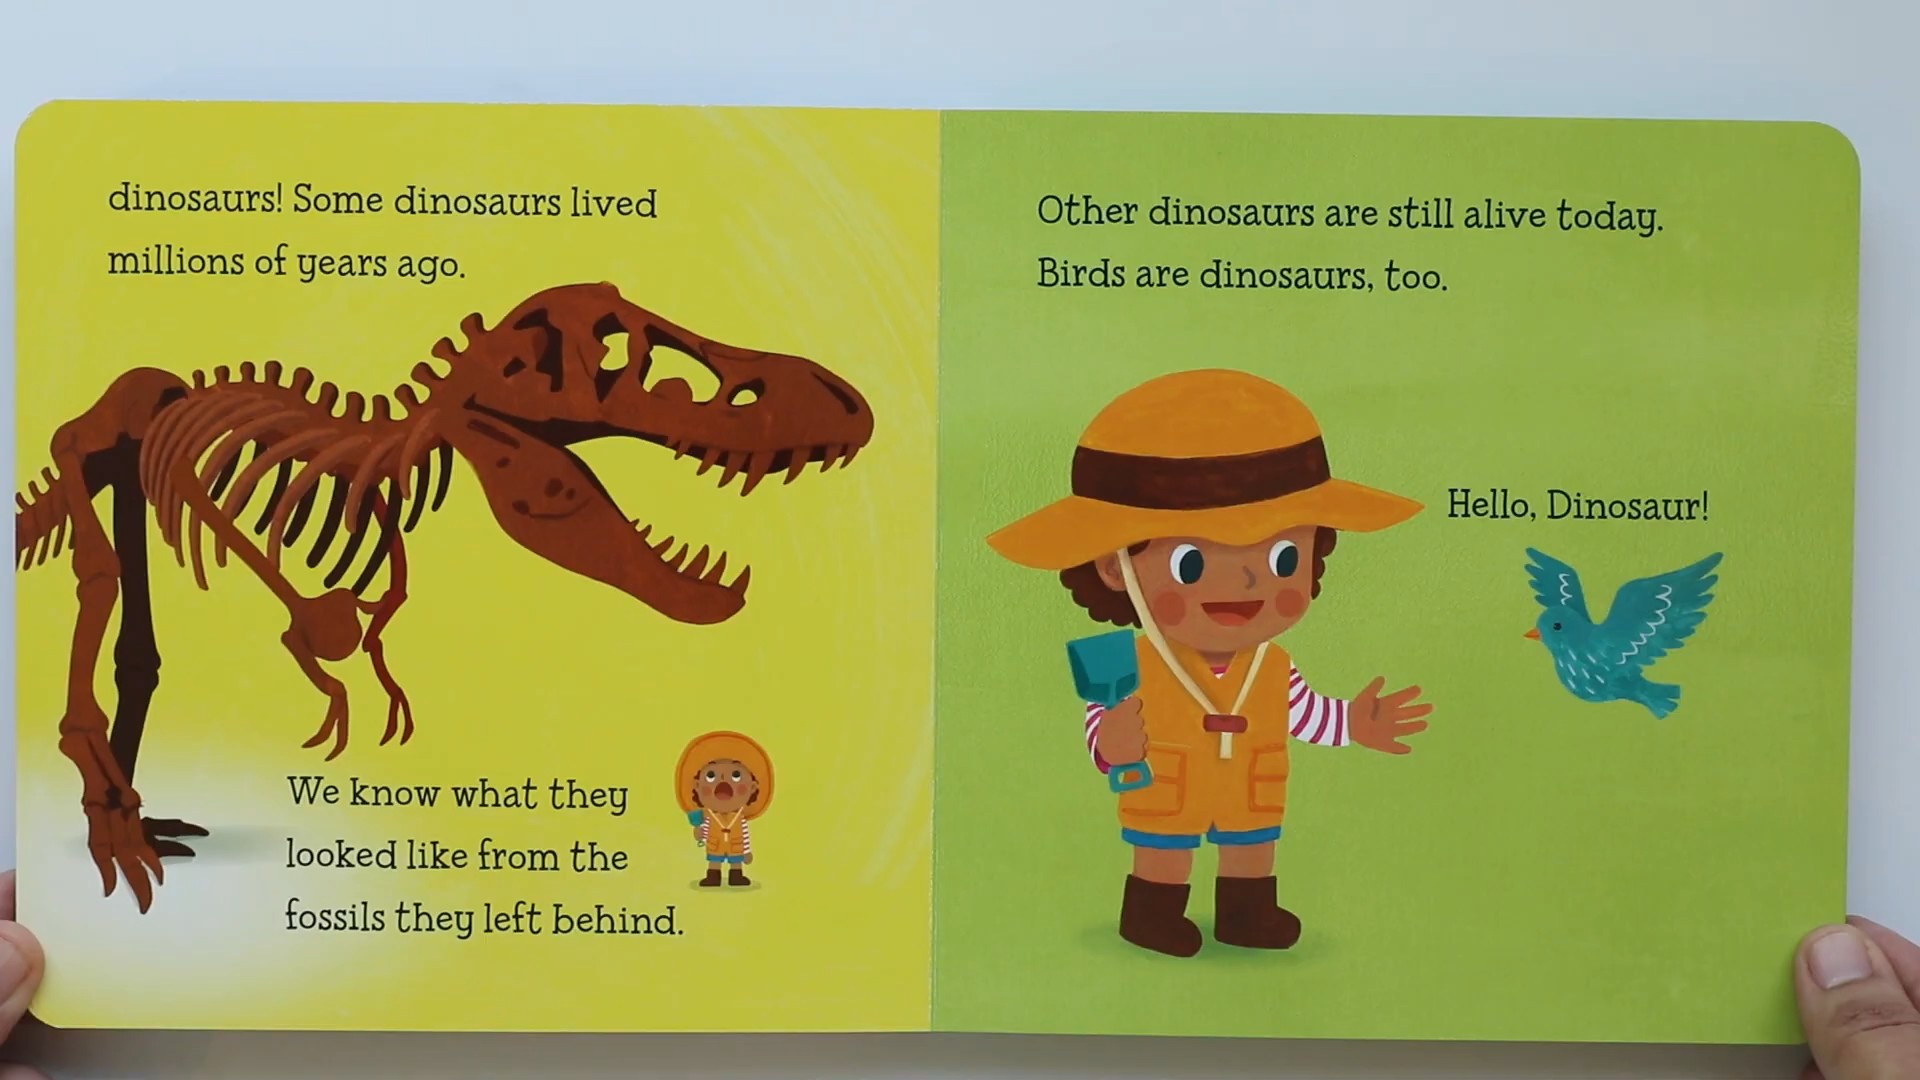 dinosaurs! Some dinosaurs lived
millions of years ago.
We know what they
looked like from the
fossils they left behind.
Other dinosaurs are still alive today.
Birds are dinosaurs, too.
Hello, Dinosaur!